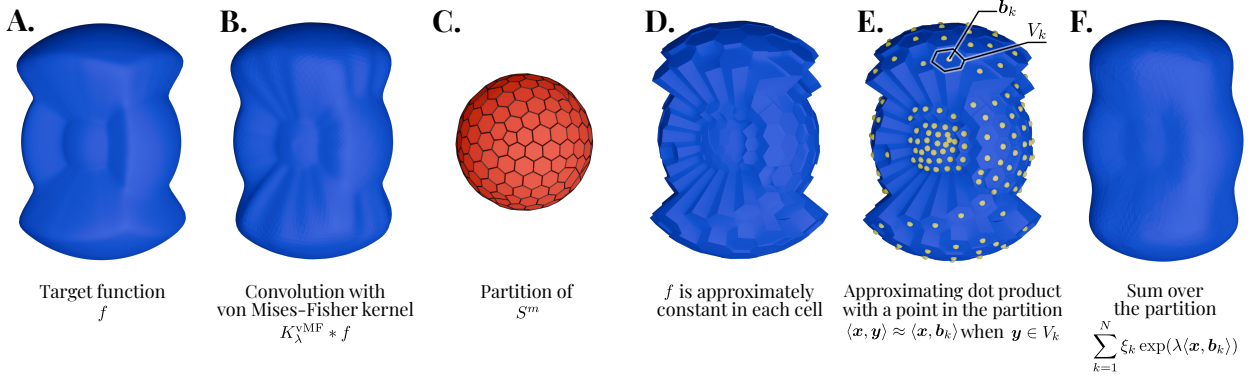 A.
Target function
f
B.
Convolution with
von Mises-Fisher kernel
K_λ^vMF * f
C.
Partition of
S^m
D.
f is approximately
constant in each cell
E.
b_k
V_k
Approximating dot product
with a point in the partition
⟨x, y⟩ ≈ ⟨x, b_k⟩ when y ∈ V_k
F.
Sum over
the partition
∑_{k=1}^{N} ξ_k exp(λ⟨x, b_k⟩)